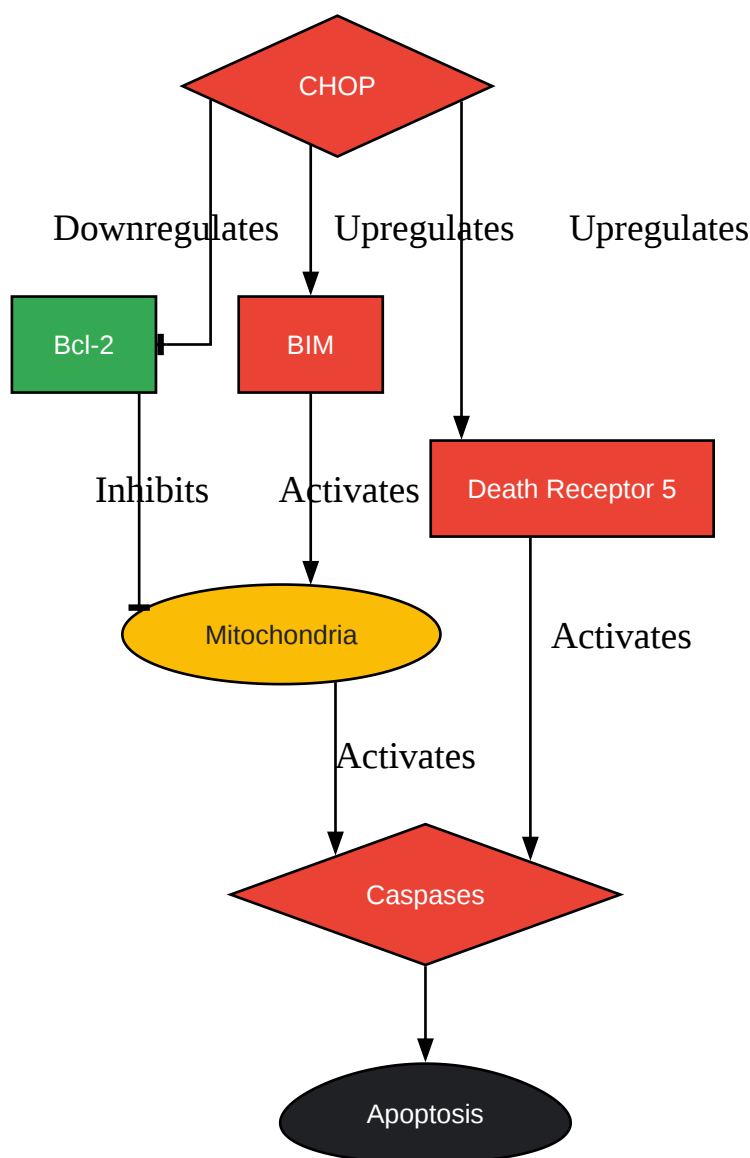 CHOP
Downregulates
Upregulates
Upregulates
Bcl-2
BIM
Death Receptor 5
Inhibits
Activates
Activates
Mitochondria
Activates
Caspases
Apoptosis